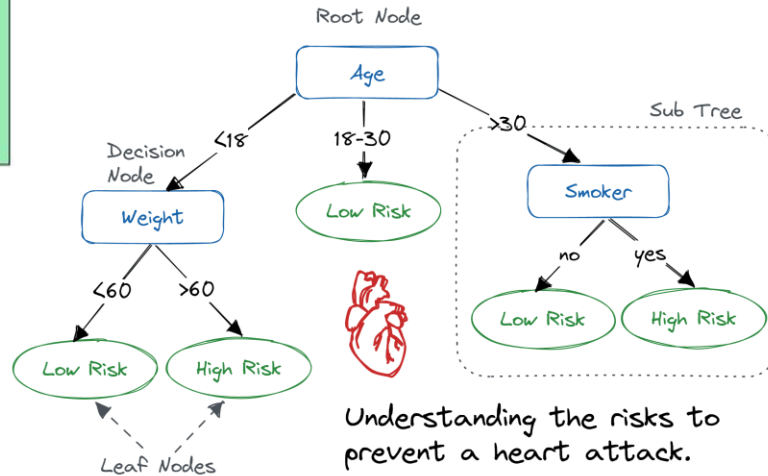 Root Node
Age
<18
18-30
>30
Sub Tree
Decision
Node
Weight
Low Risk
Smoker
<60
>60
no
yes
Low Risk
High Risk
Low Risk
High Risk
Leaf Nodes
Understanding the risks to
prevent a heart attack.